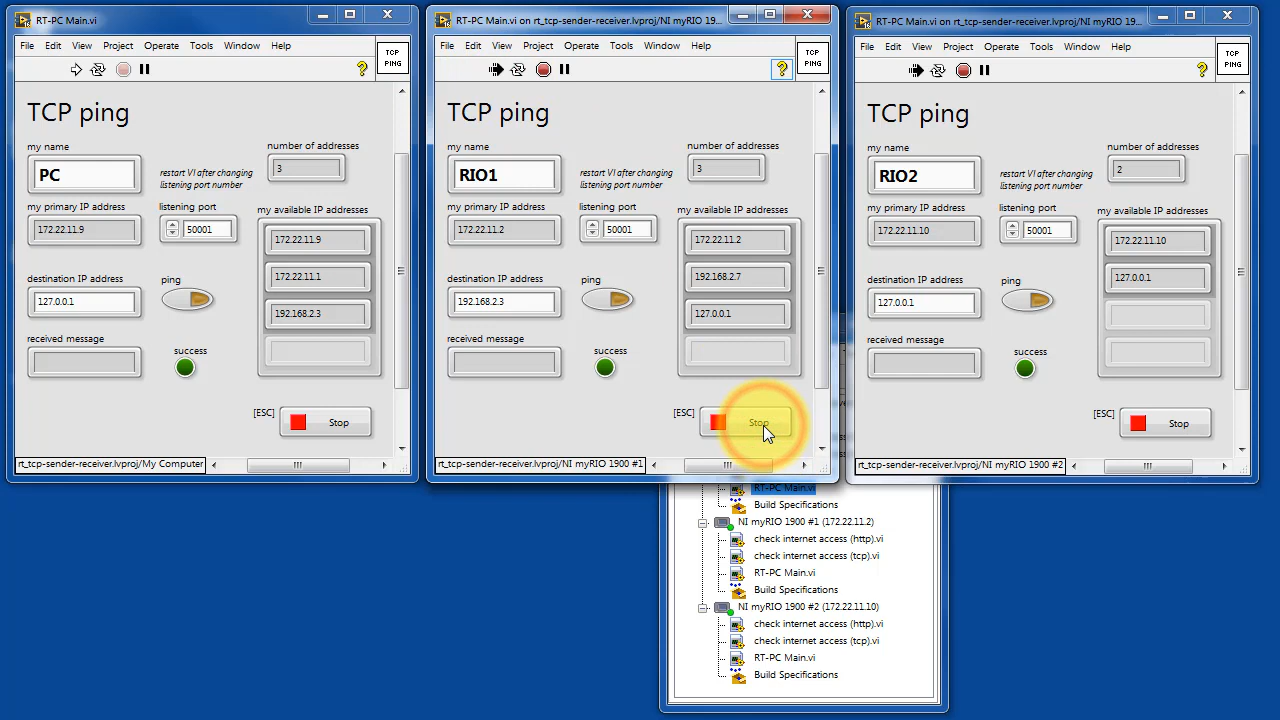 RT-PC Main.vi
File Edit View Project Operate Tools Window Help
TCP PING
TCP ping
my name
PC
restart VI after changing
listening port number
number of addresses
3
my primary IP address
172.22.11.9
listening port
50001
my available IP addresses
172.22.11.9
172.22.11.1
192.168.2.3
destination IP address
127.0.0.1
ping
received message
success
[ESC]
Stop
rt_tcp-sender-receiver.lvproj/My Computer
RT-PC Main.vi on rt_tcp-sender-receiver.lvproj/NI myRIO 19...
File Edit View Project Operate Tools Window Help
TCP PING
TCP ping
my name
RIO1
restart VI after changing
listening port number
number of addresses
3
my primary IP address
172.22.11.2
listening port
50001
my available IP addresses
172.22.11.2
192.168.2.7
127.0.0.1
destination IP address
192.168.2.3
ping
received message
success
[ESC]
Stop
rt_tcp-sender-receiver.lvproj/NI myRIO 1900 #1
RT-PC Main.vi on rt_tcp-sender-receiver.lvproj/NI myRIO 19...
File Edit View Project Operate Tools Window Help
TCP PING
TCP ping
my name
RIO2
restart VI after changing
listening port number
number of addresses
2
my primary IP address
172.22.11.10
listening port
50001
my available IP addresses
172.22.11.10
127.0.0.1
destination IP address
127.0.0.1
ping
received message
success
[ESC]
Stop
rt_tcp-sender-receiver.lvproj/NI myRIO 1900 #2
RT-PC Main.vi
Build Specifications
NI myRIO 1900 #1 (172.22.11.2)
check internet access (http).vi
check internet access (tcp).vi
RT-PC Main.vi
Build Specifications
NI myRIO 1900 #2 (172.22.11.10)
check internet access (http).vi
check internet access (tcp).vi
RT-PC Main.vi
Build Specifications